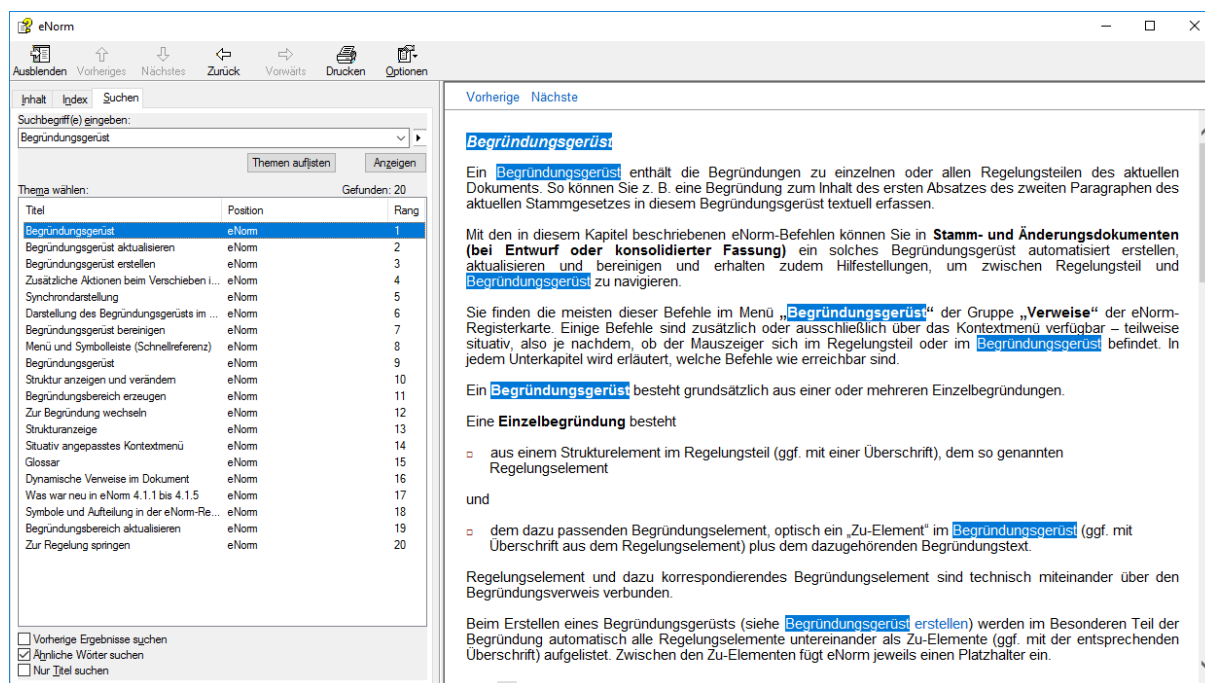 eNorm
Ausblenden Vorheriges Nächstes Zurück Vorwärts Drucken Optionen
Inhalt Index Suchen
Suchbegriff(e) eingeben:
Begründungsgerüst
Themen auflisten Anzeigen
Thema wählen: Gefunden: 20
Titel Position Rang
Begründungsgerüst eNorm 1
Begründungsgerüst aktualisieren eNorm 2
Begründungsgerüst erstellen eNorm 3
Zusätzliche Aktionen beim Verschieben i... eNorm 4
Synchrondarstellung eNorm 5
Darstellung des Begründungsgerüsts im ... eNorm 6
Begründungsgerüst bereinigen eNorm 7
Menü und Symbolleiste (Schnellreferenz) eNorm 8
Begründungsgerüst eNorm 9
Struktur anzeigen und verändern eNorm 10
Begründungsbereich erzeugen eNorm 11
Zur Begründung wechseln eNorm 12
Strukturanzeige eNorm 13
Situativ angepasstes Kontextmenü eNorm 14
Glossar eNorm 15
Dynamische Verweise im Dokument eNorm 16
Was war neu in eNorm 4.1.1 bis 4.1.5 eNorm 17
Symbole und Aufteilung in der eNorm-Re... eNorm 18
Begründungsbereich aktualisieren eNorm 19
Zur Regelung springen eNorm 20
Vorherige Ergebnisse suchen
Ähnliche Wörter suchen
Nur Titel suchen
Vorherige Nächste
Begründungsgerüst
Ein Begründungsgerüst enthält die Begründungen zu einzelnen oder allen Regelungsteilen des aktuellen
Dokuments. So können Sie z. B. eine Begründung zum Inhalt des ersten Absatzes des zweiten Paragraphen des
aktuellen Stammgesetzes in diesem Begründungsgerüst textuell erfassen.
Mit den in diesem Kapitel beschriebenen eNorm-Befehlen können Sie in Stamm- und Änderungsdokumenten
(bei Entwurf oder konsolidierter Fassung) ein solches Begründungsgerüst automatisiert erstellen,
aktualisieren und bereinigen und erhalten zudem Hilfestellungen, um zwischen Regelungsteil und
Begründungsgerüst zu navigieren.
Sie finden die meisten dieser Befehle im Menü „Begründungsgerüst“ der Gruppe „Verweise“ der eNorm-
Registerkarte. Einige Befehle sind zusätzlich oder ausschließlich über das Kontextmenü verfügbar – teilweise
situativ, also je nachdem, ob der Mauszeiger sich im Regelungsteil oder im Begründungsgerüst befindet. In
jedem Unterkapitel wird erläutert, welche Befehle wie erreichbar sind.
Ein Begründungsgerüst besteht grundsätzlich aus einer oder mehreren Einzelbegründungen.
Eine Einzelbegründung besteht
aus einem Strukturelement im Regelungsteil (ggf. mit einer Überschrift), dem so genannten
Regelungselement
und
dem dazu passenden Begründungselement, optisch ein „Zu-Element“ im Begründungsgerüst (ggf. mit
Überschrift aus dem Regelungselement) plus dem dazugehörenden Begründungstext.
Regelungselement und dazu korrespondierendes Begründungselement sind technisch miteinander über den
Begründungsverweis verbunden.
Beim Erstellen eines Begründungsgerüsts (siehe Begründungsgerüst erstellen) werden im Besonderen Teil der
Begründung automatisch alle Regelungselemente untereinander als Zu-Elemente (ggf. mit der entsprechenden
Überschrift) aufgelistet. Zwischen den Zu-Elementen fügt eNorm jeweils einen Platzhalter ein.